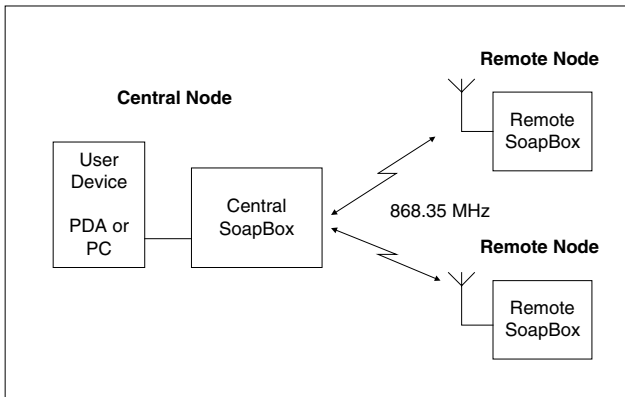 Central Node
User
Device
PDA or
PC
Central
SoapBox
868.35 MHz
Remote Node
Remote
SoapBox
Remote Node
Remote
SoapBox